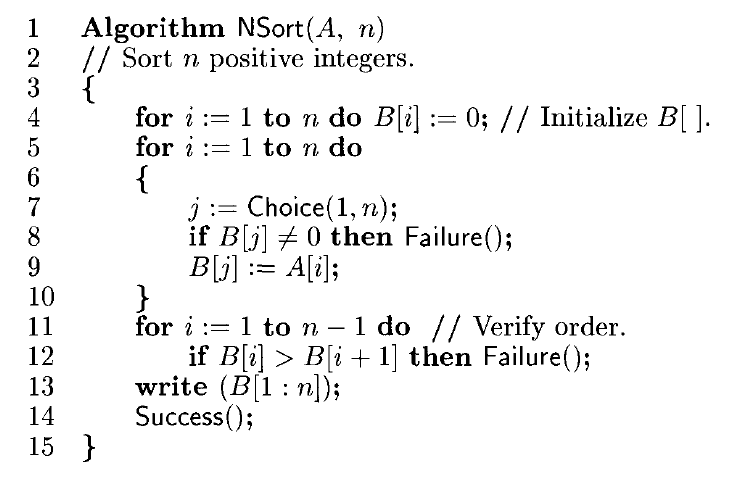 1 Algorithm NSort(A, n)
2 // Sort n positive integers.
3 {
4 for i := 1 to n do B[i] := 0; // Initialize B[ ].
5 for i := 1 to n do
6 {
7 j := Choice(1, n);
8 if B[j] ≠ 0 then Failure();
9 B[j] := A[i];
10 }
11 for i := 1 to n − 1 do // Verify order.
12 if B[i] > B[i + 1] then Failure();
13 write (B[1 : n]);
14 Success();
15 }